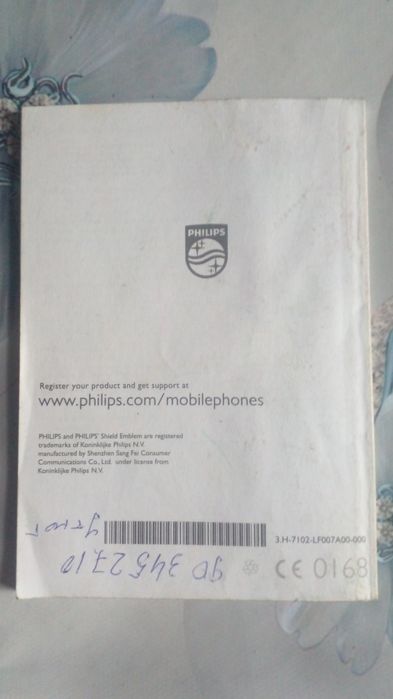 PHILIPS
Register your product and get support at
www.philips.com/mobilephones
PHILIPS and PHILIPS' Shield Emblem are registered
trademarks of Koninklijke Philips N.V.
manufactured by Shenzhen Sang Fei Consumer
Communications Co., Ltd. under license from
Koninklijke Philips N.V.
3.H-7102-LF007A00-000
CE 0168